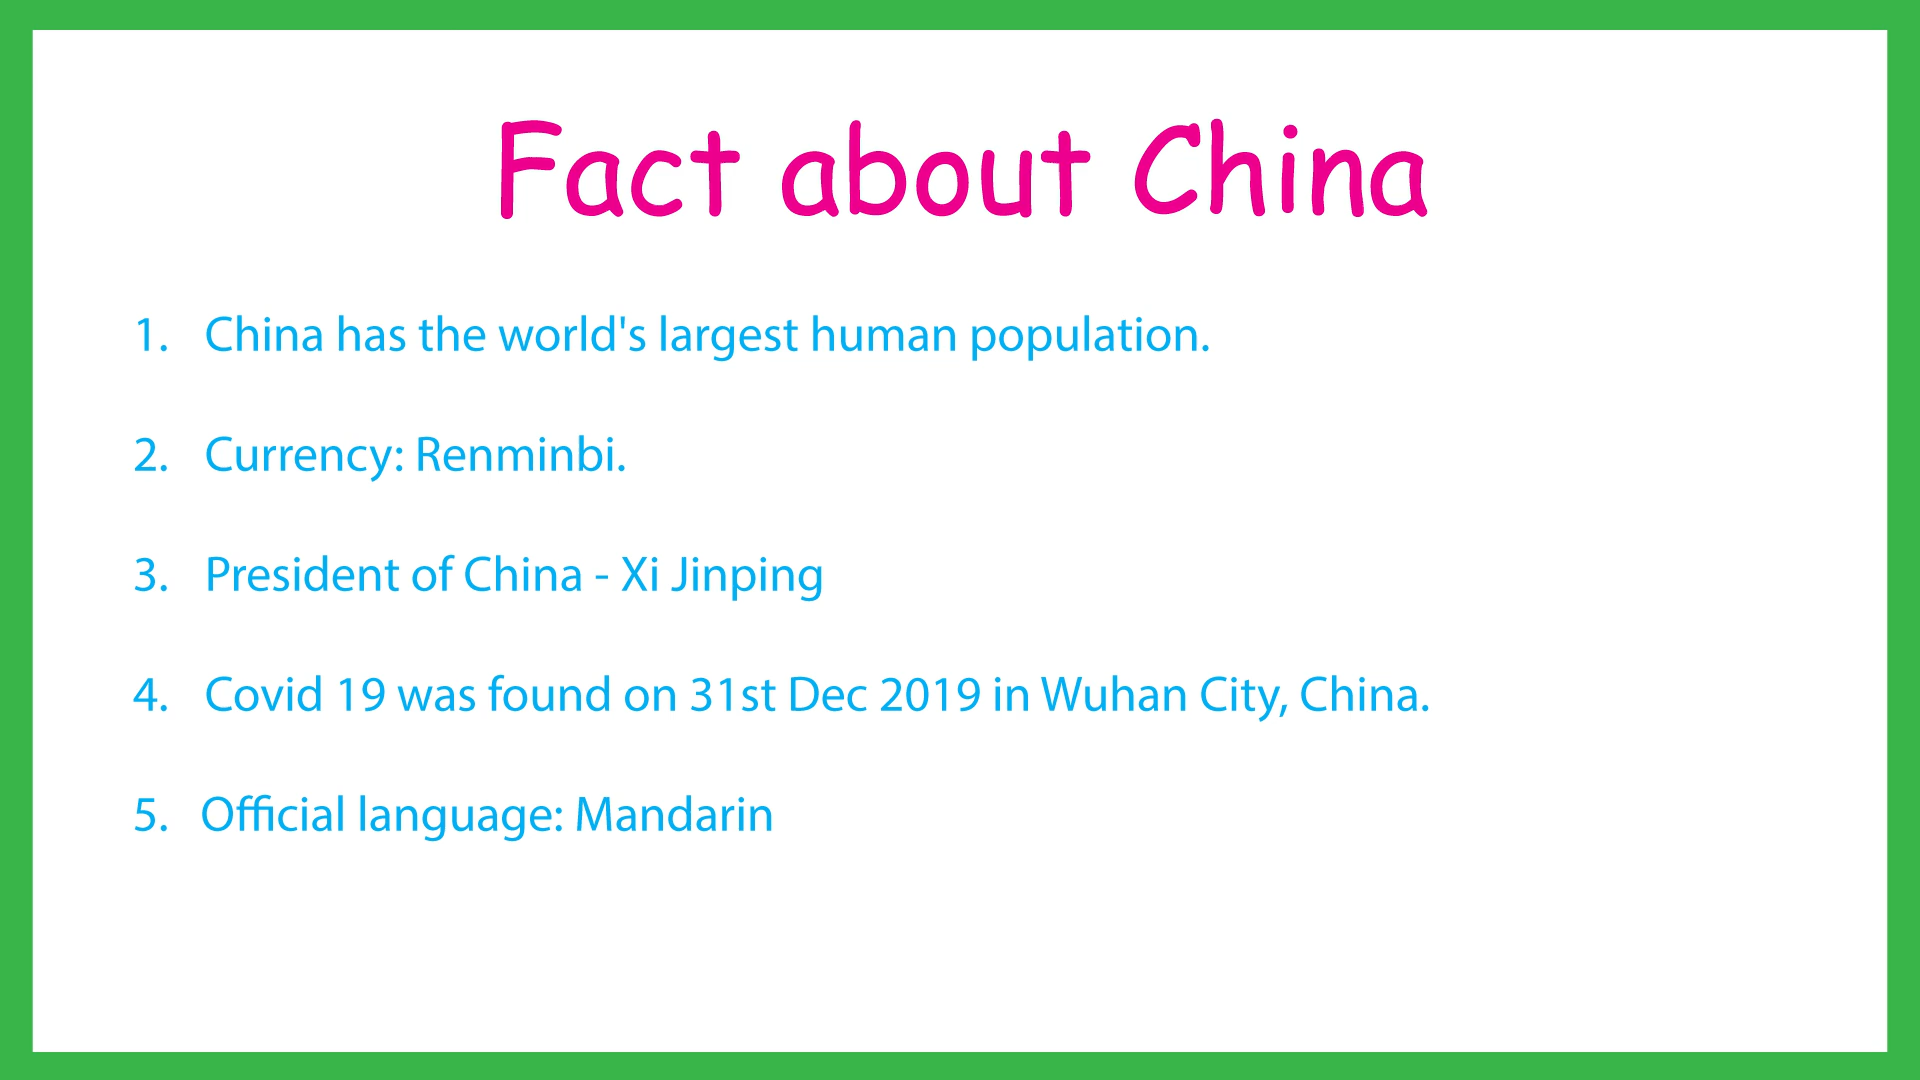 Fact about China
1. China has the world's largest human population.
2. Currency: Renminbi.
3. President of China - Xi Jinping
4. Covid 19 was found on 31st Dec 2019 in Wuhan City, China.
5. Official language: Mandarin